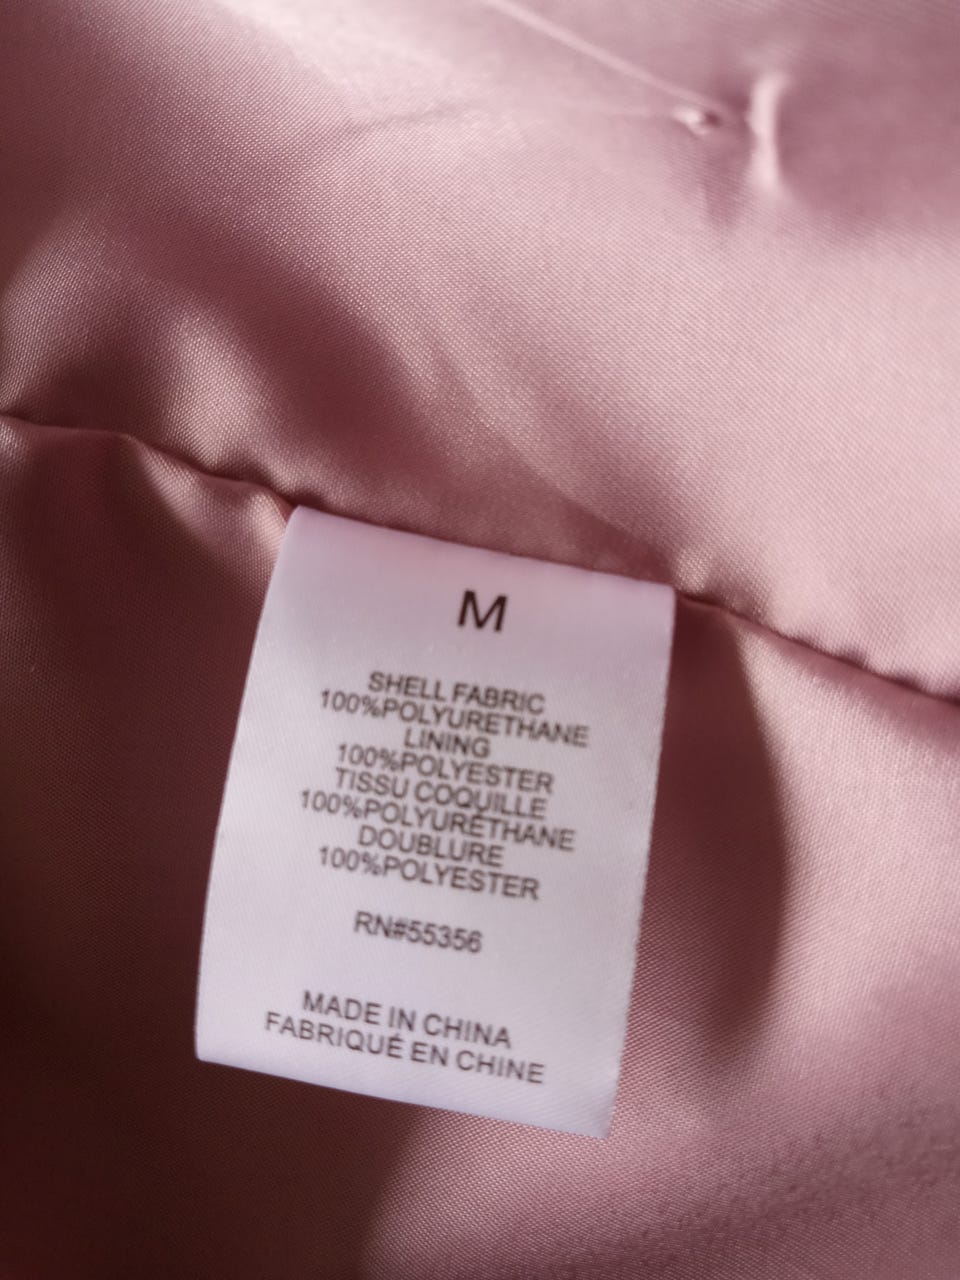 M
SHELL FABRIC
100%POLYURETHANE
LINING
100%POLYESTER
TISSU COQUILLE
100%POLYURÉTHANE
DOUBLURE
100%POLYESTER
RN#55356
MADE IN CHINA
FABRIQUÉ EN CHINE